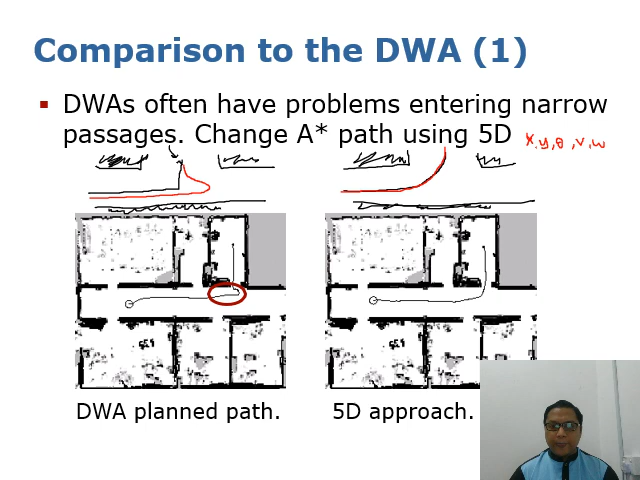 Comparison to the DWA (1)
DWAs often have problems entering narrow
passages. Change A* path using 5D
x,y,θ,v,w
DWA planned path.
5D approach.